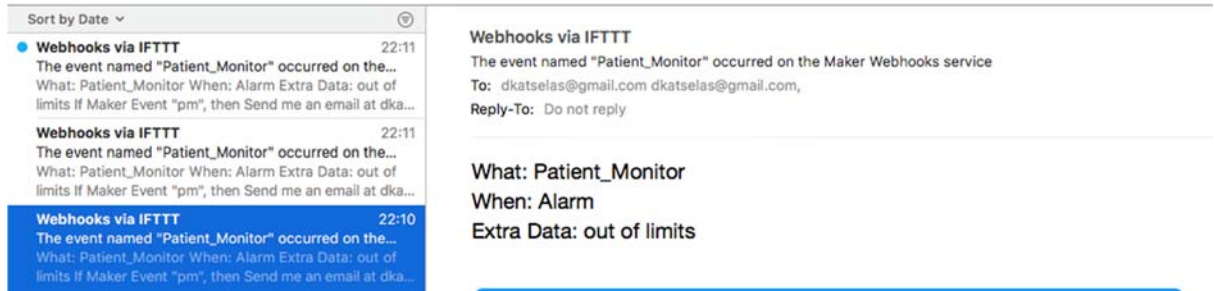 Sort by Date
Webhooks via IFTTT 22:11
The event named "Patient_Monitor" occurred on the...
What: Patient_Monitor When: Alarm Extra Data: out of
limits If Maker Event "pm", then Send me an email at dka...
Webhooks via IFTTT 22:11
The event named "Patient_Monitor" occurred on the...
What: Patient_Monitor When: Alarm Extra Data: out of
limits If Maker Event "pm", then Send me an email at dka...
Webhooks via IFTTT 22:10
The event named "Patient_Monitor" occurred on the...
What: Patient_Monitor When: Alarm Extra Data: out of
limits If Maker Event "pm", then Send me an email at dka...
Webhooks via IFTTT
The event named "Patient_Monitor" occurred on the Maker Webhooks service
To: dkatselas@gmail.com dkatselas@gmail.com,
Reply-To: Do not reply
What: Patient_Monitor
When: Alarm
Extra Data: out of limits